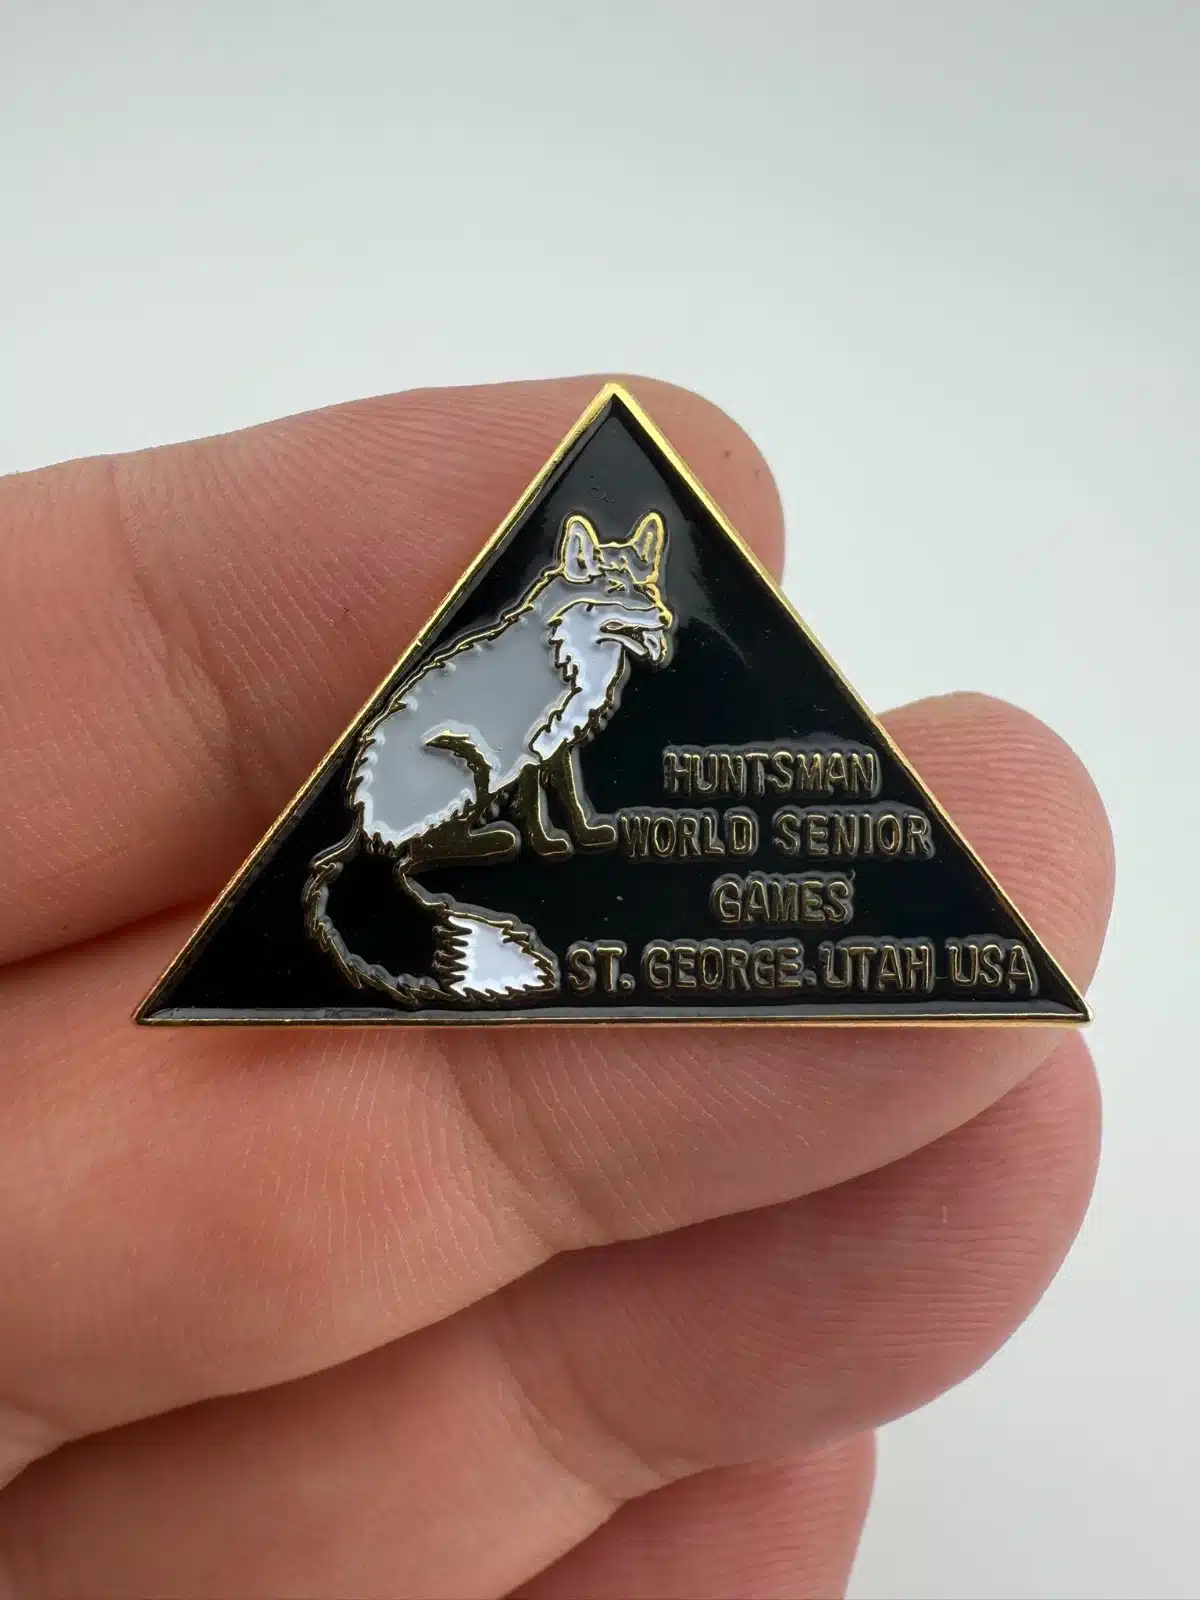 HUNTSMAN
WORLD SENIOR
GAMES
ST. GEORGE. UTAH USA